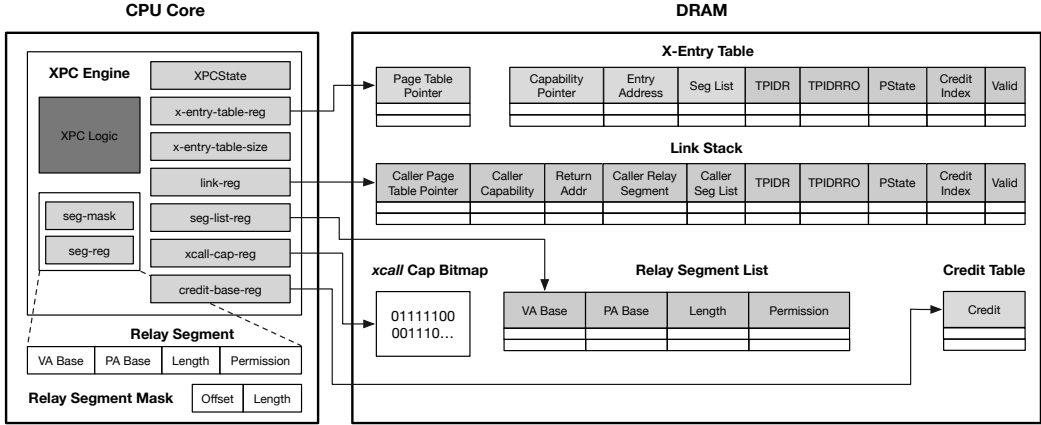 CPU Core
DRAM
XPC Engine
XPC Logic
XPCState
x-entry-table-reg
x-entry-table-size
link-reg
seg-list-reg
xcall-cap-reg
credit-base-reg
seg-mask
seg-reg
Relay Segment
VA Base PA Base Length Permission
Relay Segment Mask Offset Length
X-Entry Table
Page Table
Pointer
Capability
Pointer
Entry
Address
Seg List
TPIDR
TPIDRRO
PState
Credit
Index
Valid
Link Stack
Caller Page
Table Pointer
Caller
Capability
Return
Addr
Caller Relay
Segment
Caller
Seg List
TPIDR
TPIDRRO
PState
Credit
Index
Valid
xcall Cap Bitmap
01111100
001110...
Relay Segment List
VA Base PA Base Length Permission
Credit Table
Credit